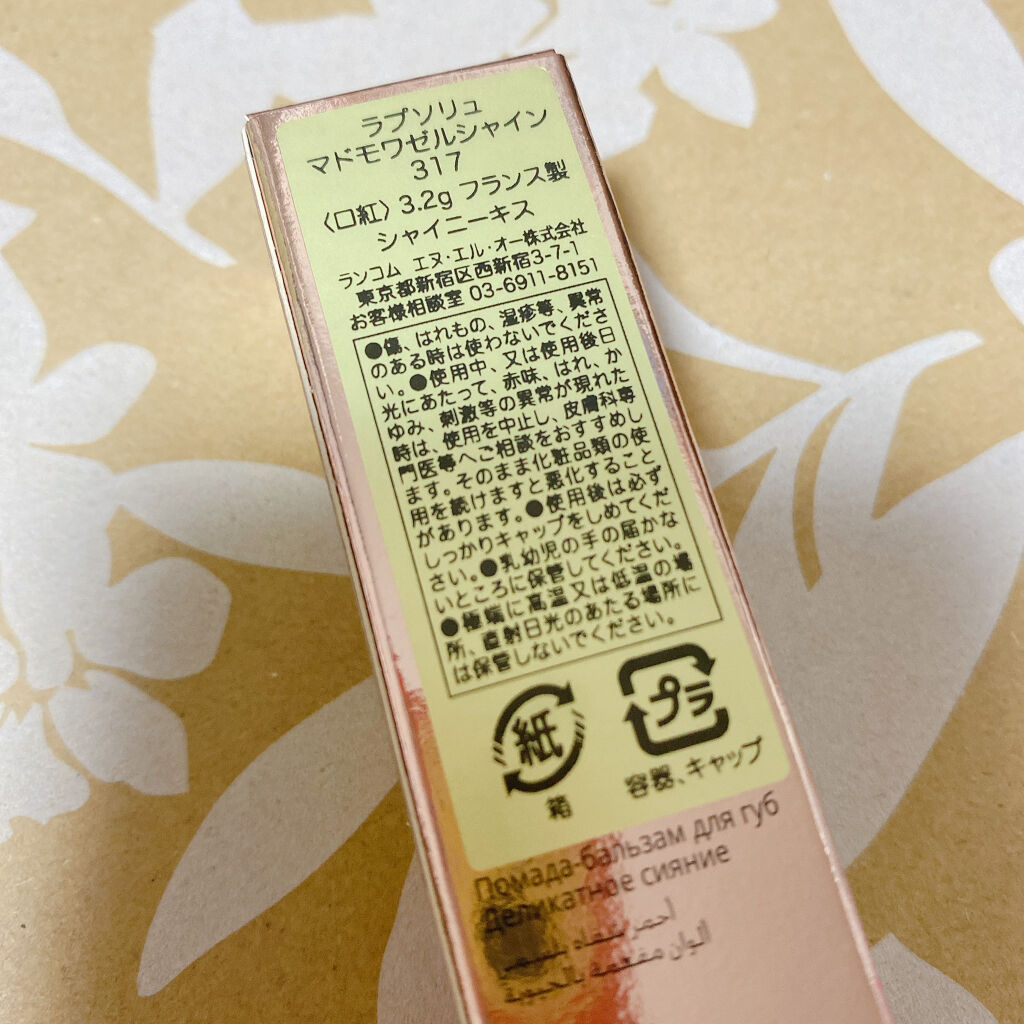 ラプソリュ
マドモワゼルシャイン
317
〈口紅〉3.2g フランス製
シャイニーキス
ランコム エヌ・エル・オー株式会社
東京都新宿区西新宿3-7-1
お客様相談室 03-6911-8151
●傷、はれもの、湿疹等、異常
のある時は使わないでくださ
い。●使用中、又は使用後日
光にあたって、赤味、はれ、か
ゆみ、刺激等の異常が現れた
時は、使用を中止し、皮膚科専
門医等へご相談をおすすめし
ます。そのまま化粧品類の使
用を続けますと悪化すること
があります。●使用後は必ず
しっかりキャップをしめてくだ
さい。●乳幼児の手の届かな
いところに保管してください。
●極端に高温又は低温の場
所、直射日光のあたる場所に
は保管しないでください。
紙
プラ
箱
容器、キャップ
Помада-бальзам для губ
Деликатное сияние
أحمر شفاه بلسمي
ألوان مفعمة بالحيوية